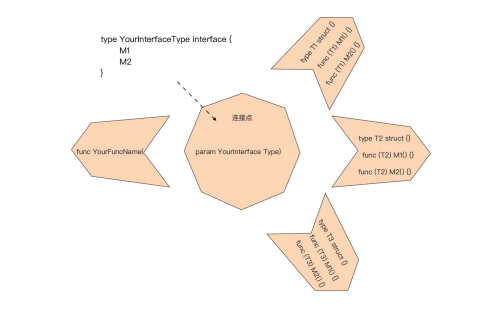 type YourInterfaceType interface {
M1
M2
}
连接点
func YourFuncName(
param YourInterface Type)
type T1 struct {}
func (T1) M1() {}
func (T1) M2() {}
type T2 struct {}
func (T2) M1() {}
func (T2) M2() {}
type T3 struct {}
func (T3) M1() {}
func (T3) M2() {}